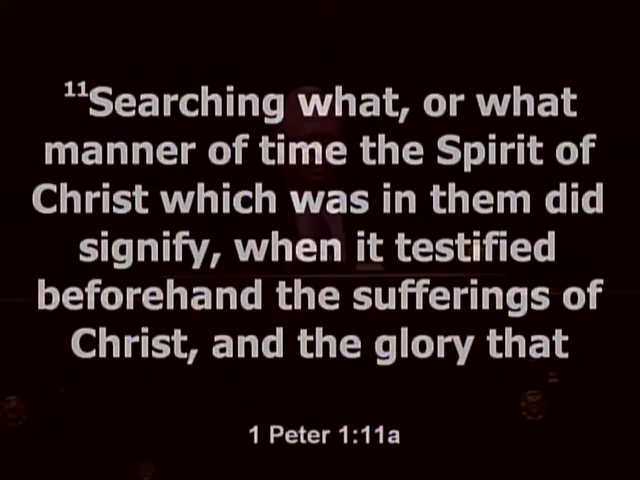 ¹¹Searching what, or what
manner of time the Spirit of
Christ which was in them did
signify, when it testified
beforehand the sufferings of
Christ, and the glory that
1 Peter 1:11a